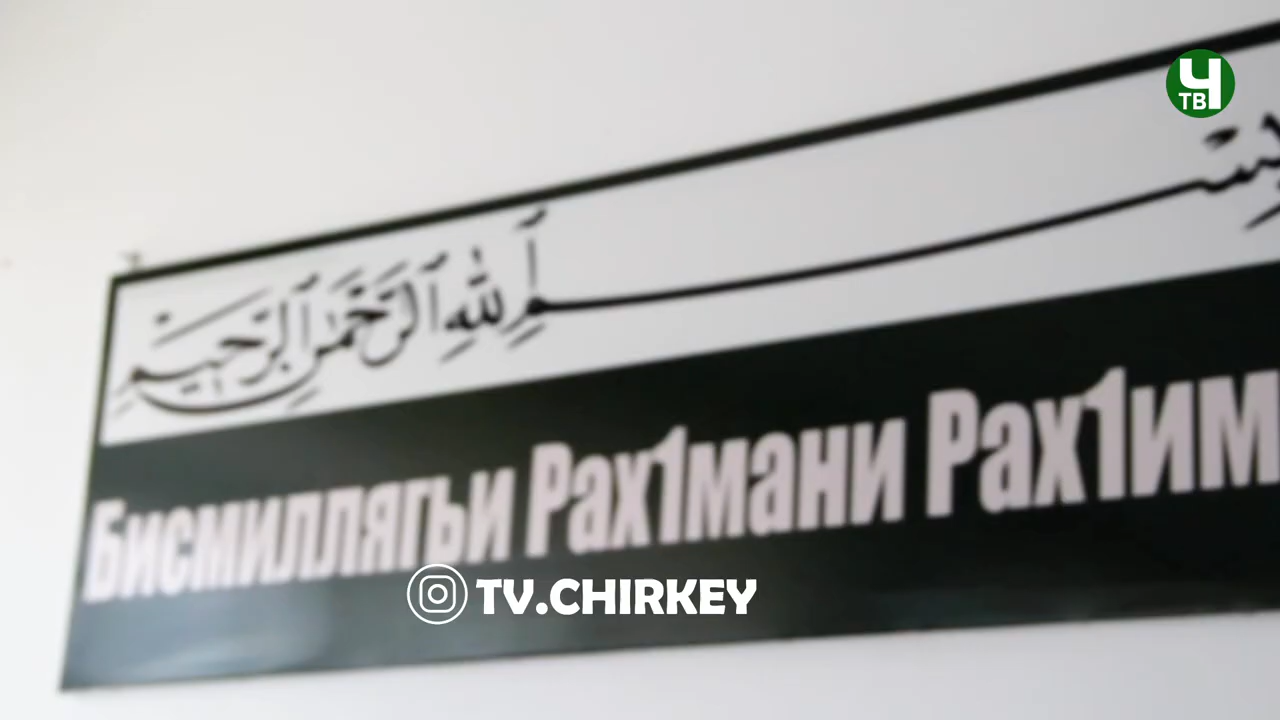 Ч
ТВ
بِسْمِ ٱللَّهِ ٱلرَّحْمَٰنِ ٱلرَّحِيمِ
Бисмиллягьи Рах1мани Рах1им
TV.CHIRKEY